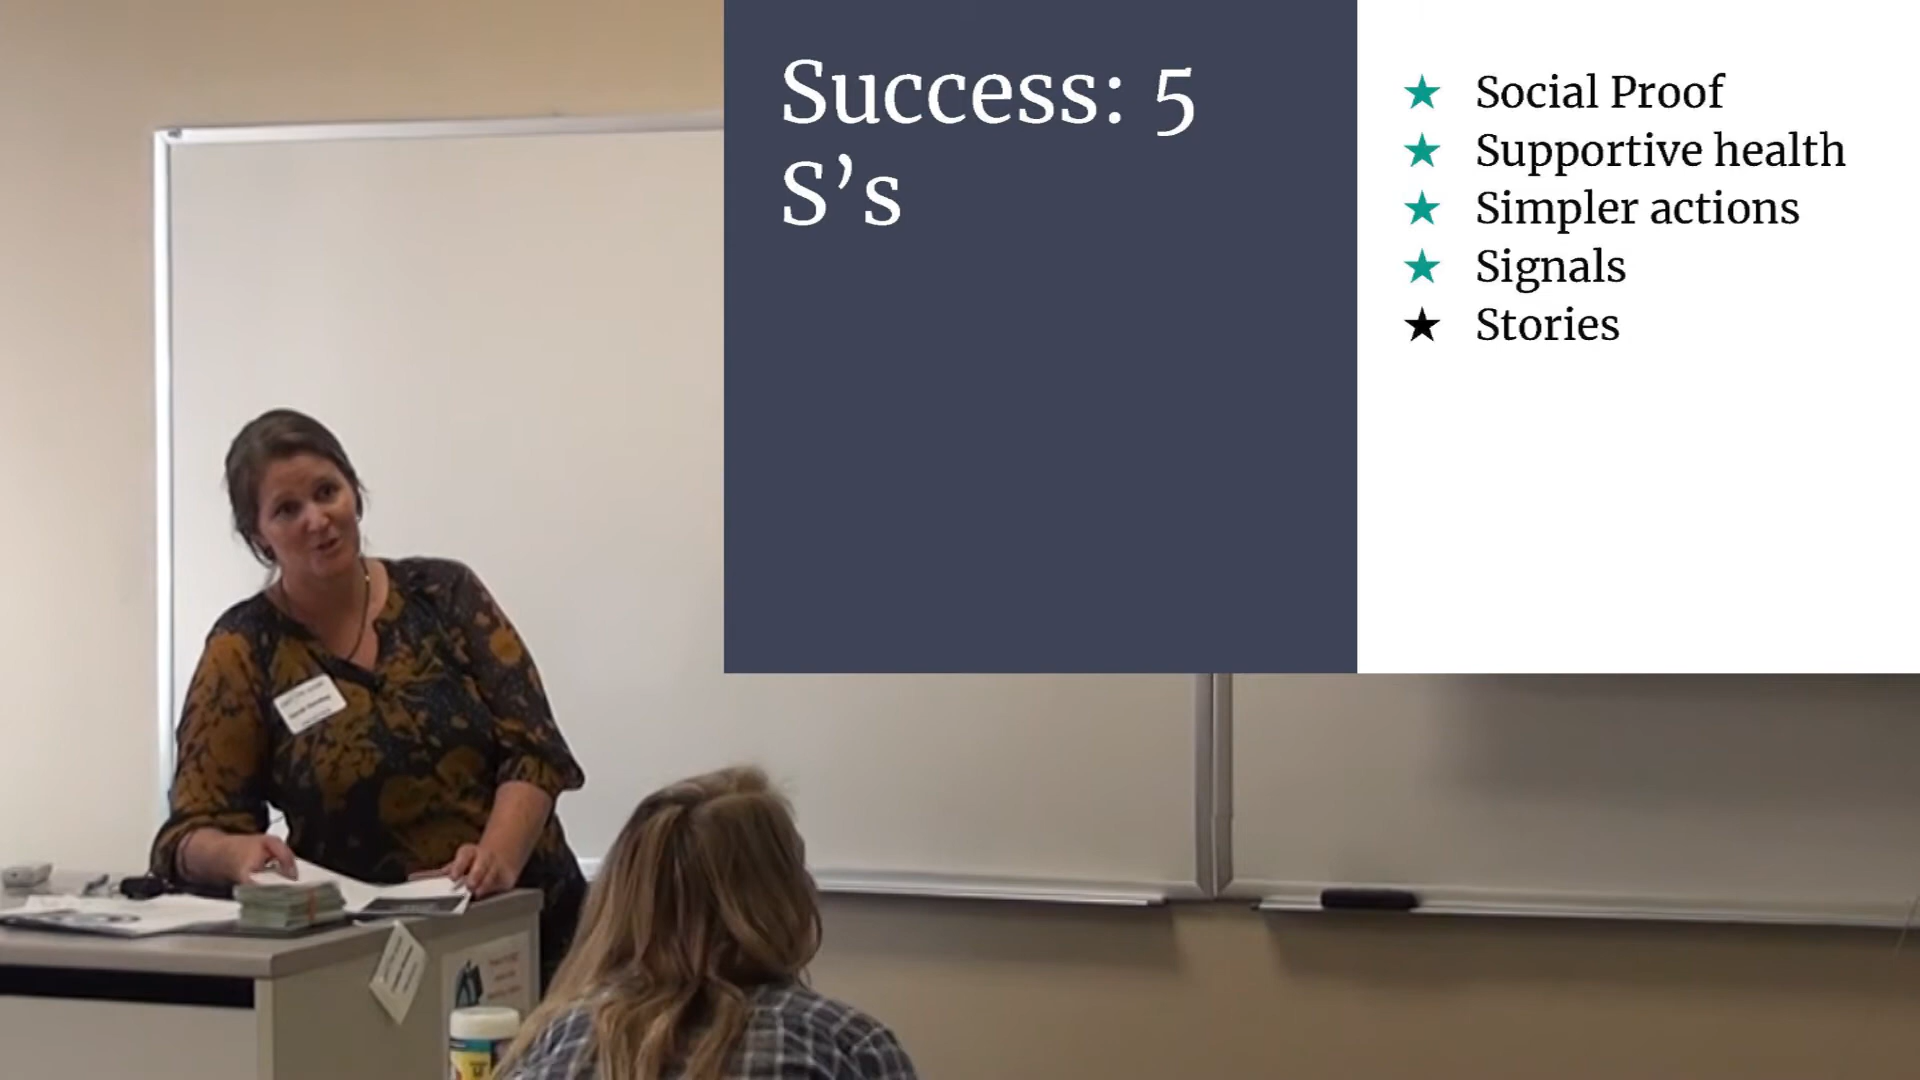 Success: 5
S’s
★ Social Proof
★ Supportive health
★ Simpler actions
★ Signals
★ Stories